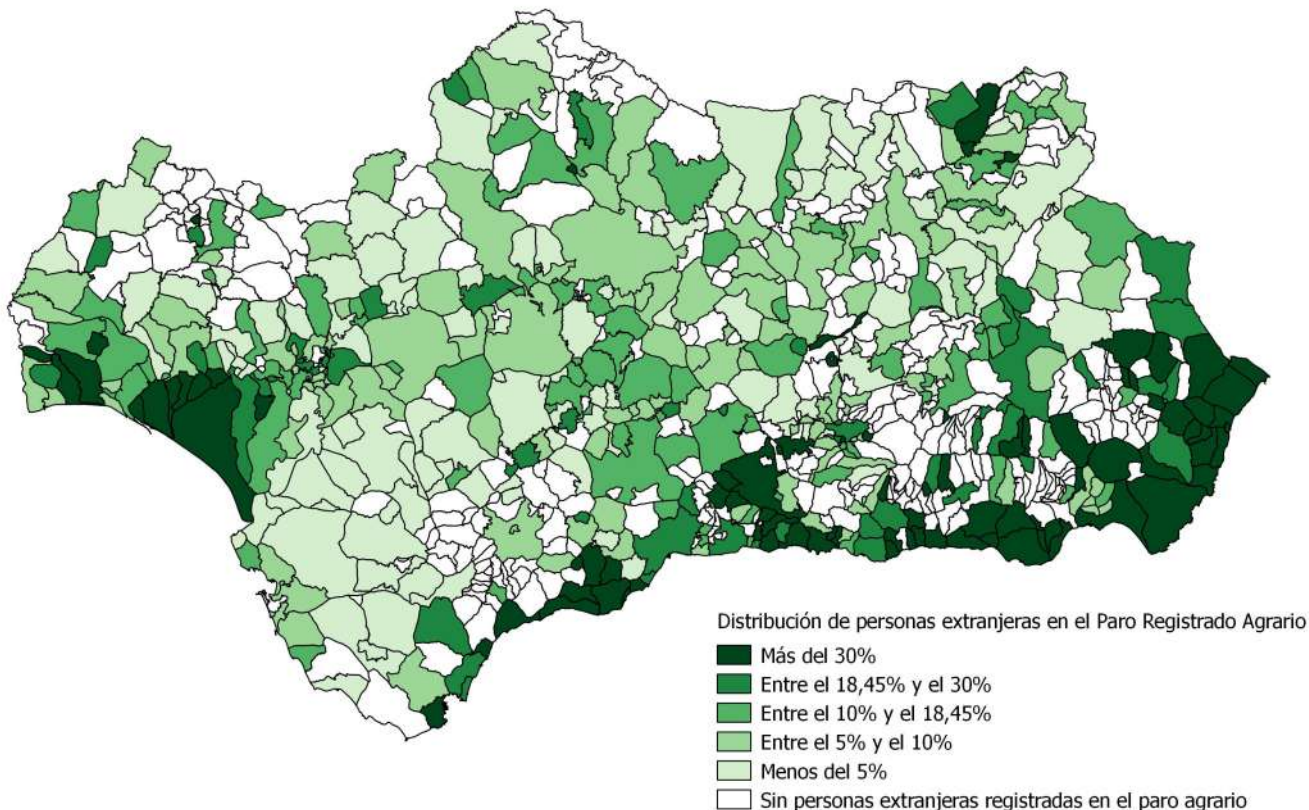 Distribución de personas extranjeras en el Paro Registrado Agrario
Más del 30%
Entre el 18,45% y el 30%
Entre el 10% y el 18,45%
Entre el 5% y el 10%
Menos del 5%
Sin personas extranjeras registradas en el paro agrario